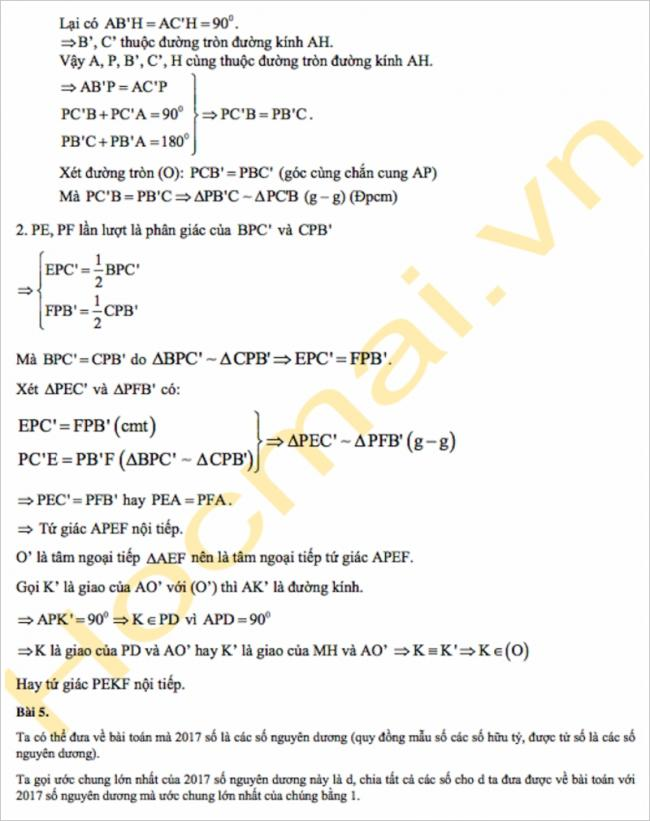 Lại có AB'H = AC'H = 90⁰.
⇒B', C' thuộc đường tròn đường kính AH.
Vậy A, P, B', C', H cùng thuộc đường tròn đường kính AH.
⇒ AB'P = AC'P
PC'B + PC'A = 90⁰ } ⇒ PC'B = PB'C.
PB'C + PB'A = 180⁰
Xét đường tròn (O): PCB' = PBC' (góc cùng chắn cung AP)
Mà PC'B = PB'C ⇒ ΔPB'C ~ ΔPC'B (g – g) (Đpcm)
2. PE, PF lần lượt là phân giác của BPC' và CPB'
⇒ { EPC' = 1/2 BPC'
FPB' = 1/2 CPB'
Mà BPC' = CPB' do ΔBPC' ~ ΔCPB' ⇒ EPC' = FPB'.
Xét ΔPEC' và ΔPFB' có:
EPC' = FPB' (cmt)
PC'E = PB'F (ΔBPC' ~ ΔCPB') } ⇒ ΔPEC' ~ ΔPFB' (g – g)
⇒ PEC' = PFB' hay PEA = PFA.
⇒ Tứ giác APEF nội tiếp.
O' là tâm ngoại tiếp ΔAEF nên là tâm ngoại tiếp tứ giác APEF.
Gọi K' là giao của AO' với (O') thì AK' là đường kính.
⇒ APK' = 90⁰ ⇒ K ∈ PD vì APD = 90⁰
⇒K là giao của PD và AO' hay K' là giao của MH và AO' ⇒ K ≡ K' ⇒ K ∈ (O)
Hay tứ giác PEKF nội tiếp.
Bài 5.
Ta có thể đưa về bài toán mà 2017 số là các số nguyên dương (quy đồng mẫu số các số hữu tỷ, được tử số là các số
nguyên dương).
Ta gọi ước chung lớn nhất của 2017 số nguyên dương này là d, chia tất cả các số cho d ta đưa được về bài toán với
2017 số nguyên dương mà ước chung lớn nhất của chúng bằng 1.
Hocmai.vn